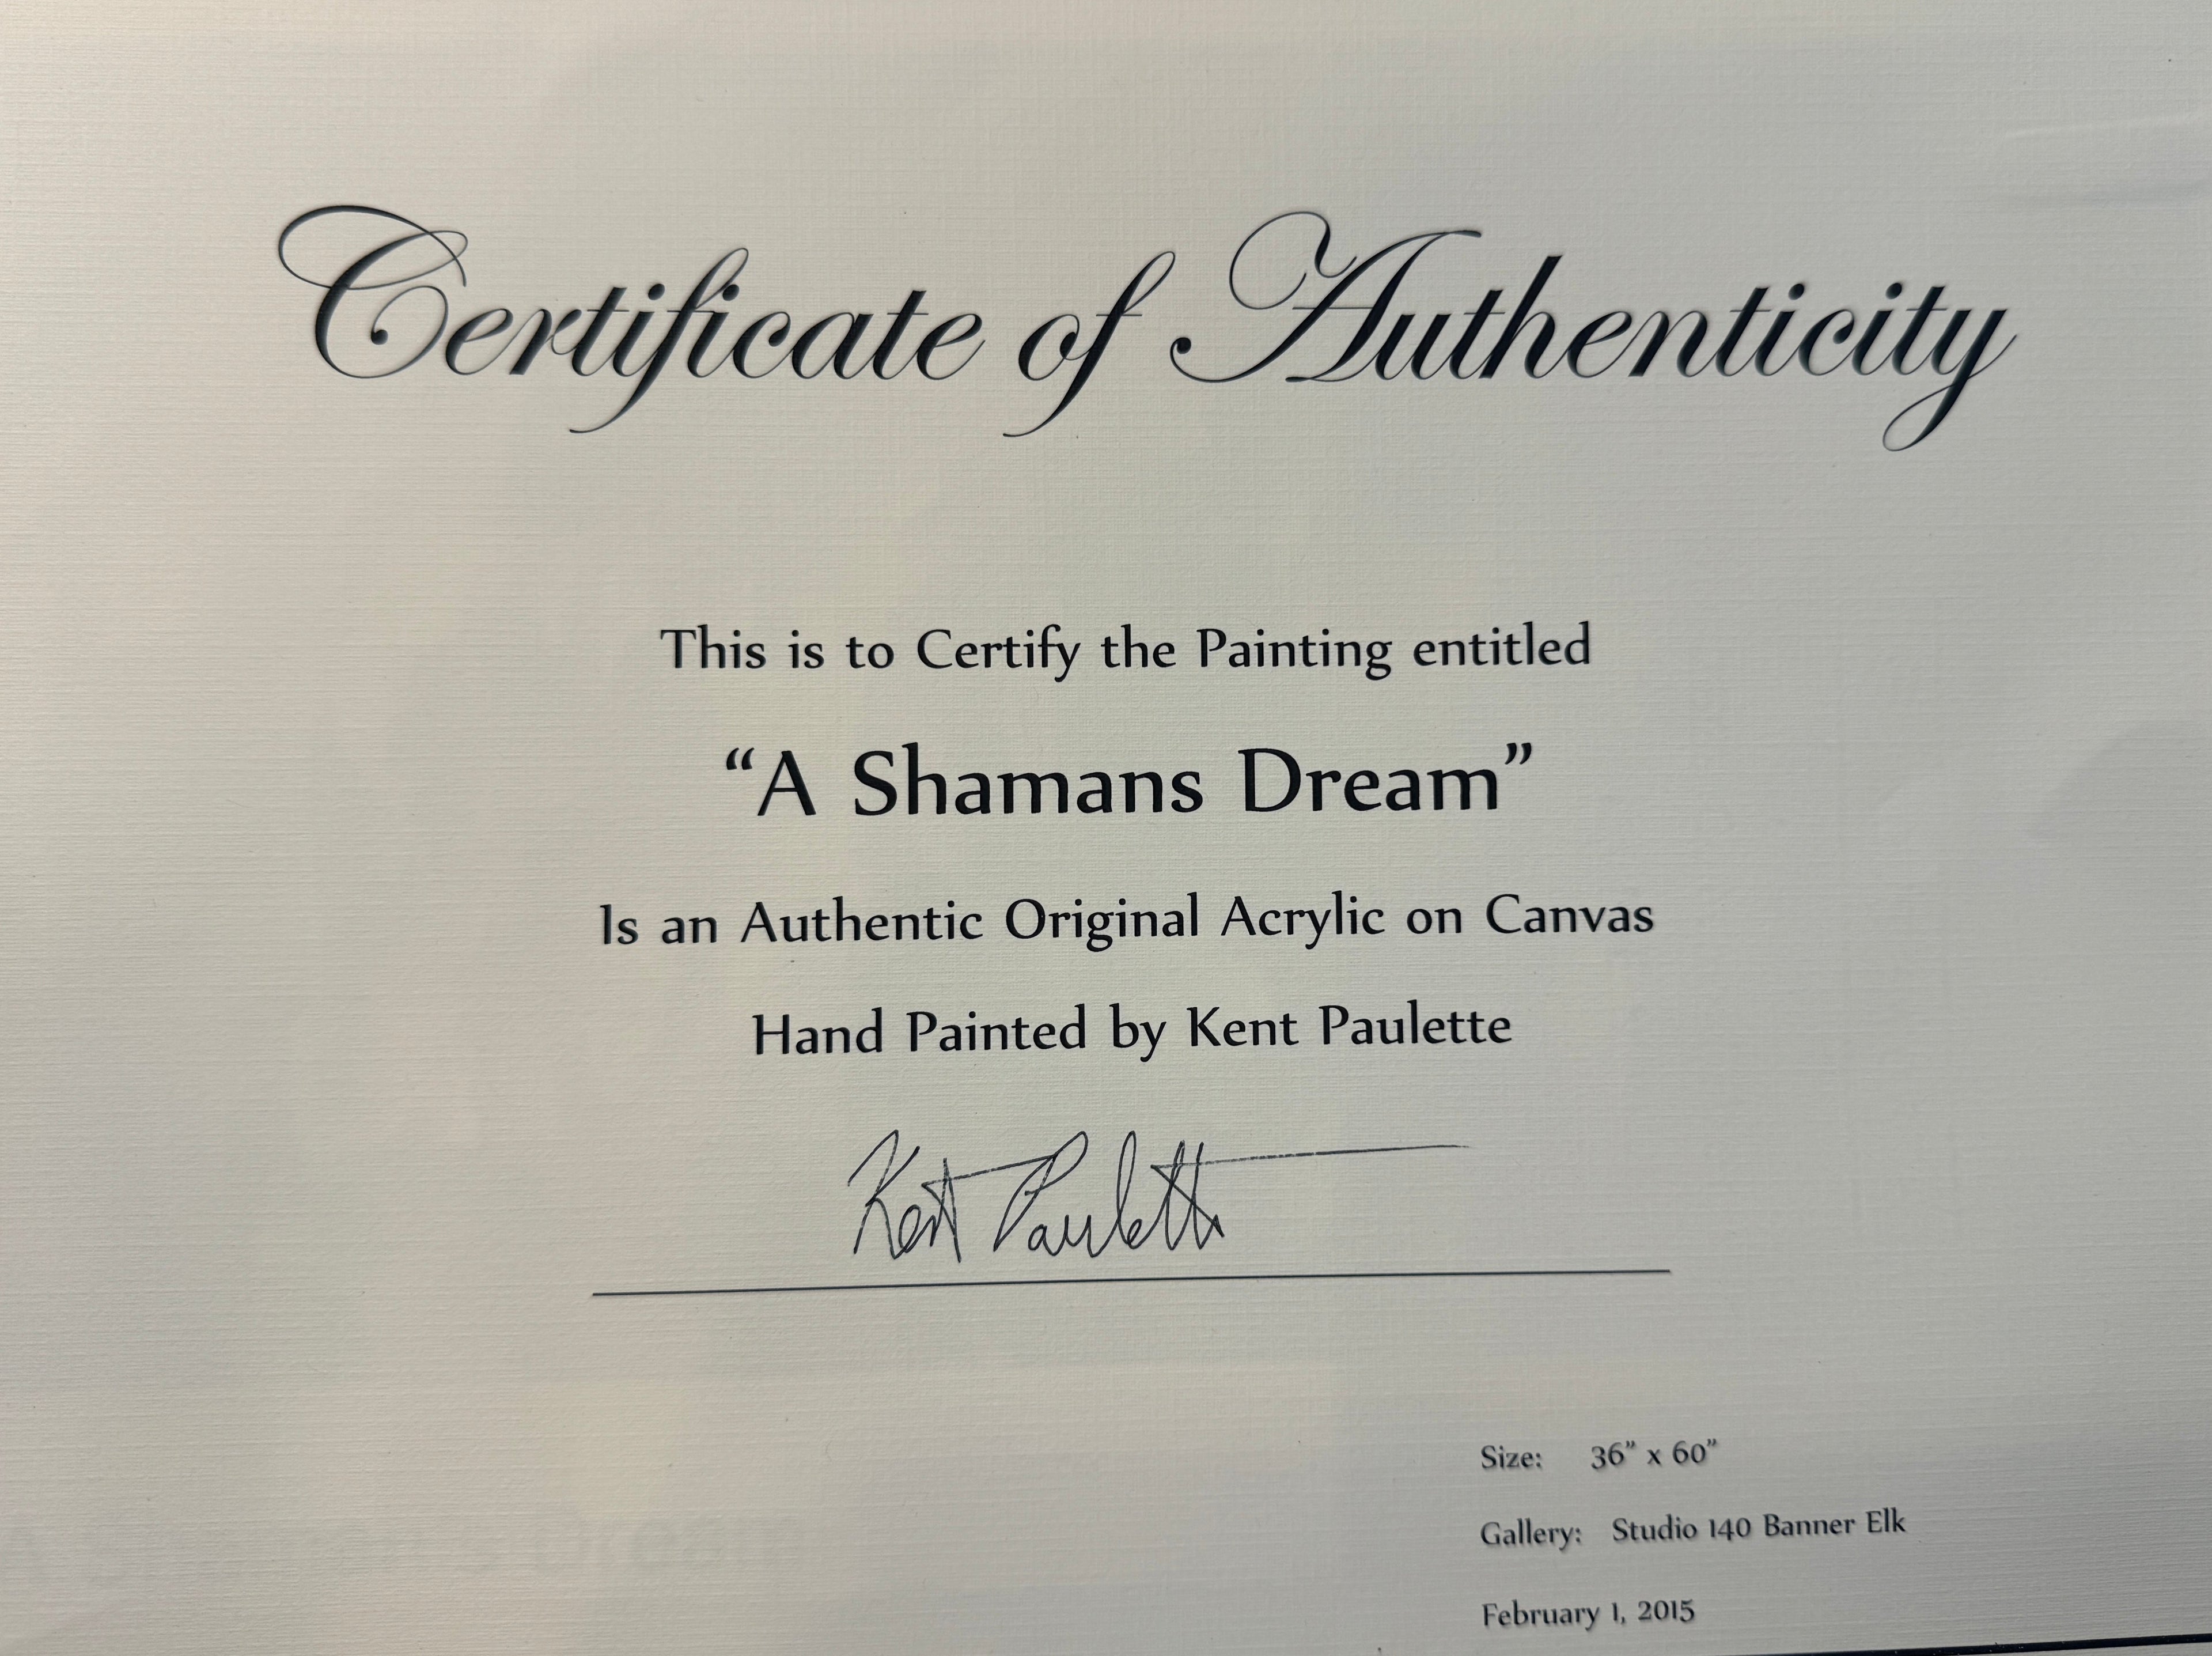 Certificate of Authenticity
This is to Certify the Painting entitled
“A Shamans Dream”
Is an Authentic Original Acrylic on Canvas
Hand Painted by Kent Paulette
Kent Paulette
Size: 36” x 60”
Gallery: Studio 140 Banner Elk
February 1, 2015